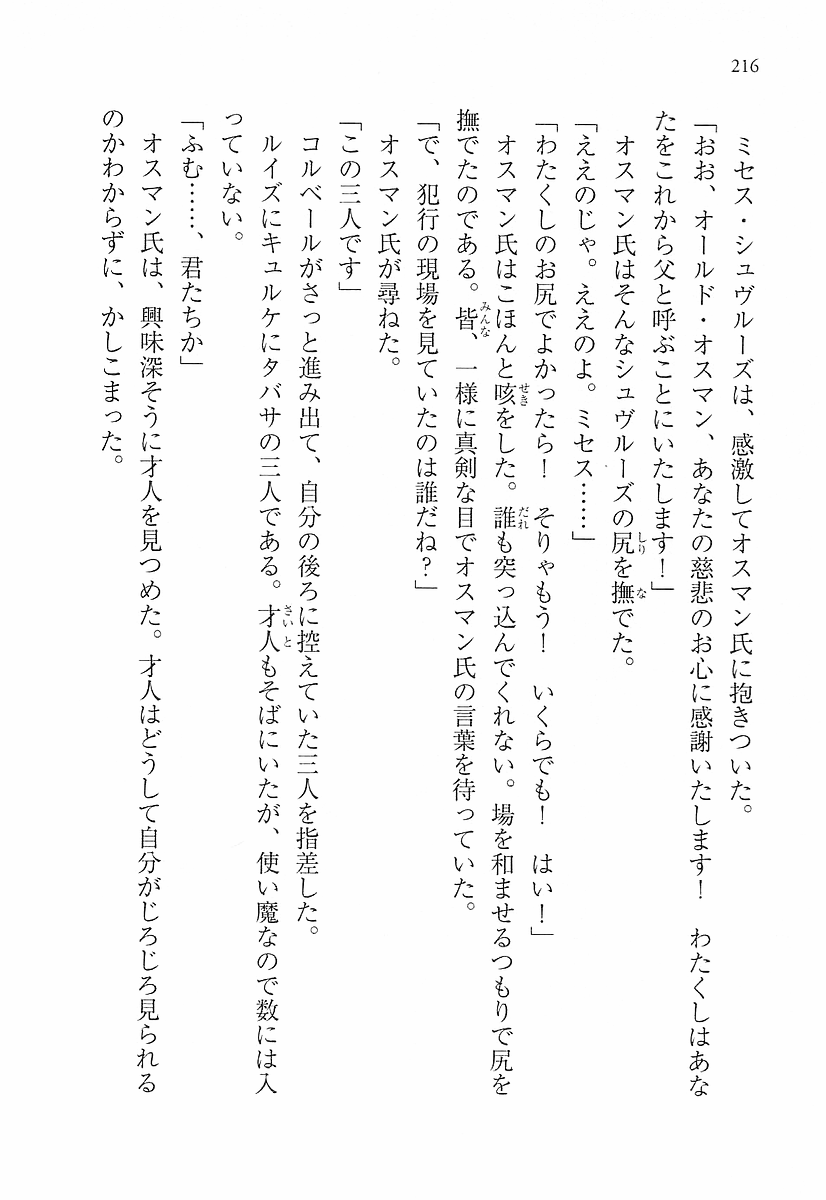 216
　ミセス・シュヴルーズは、感激してオスマン氏に抱きついた。
「おお、オールド・オスマン、あなたの慈悲のお心に感謝いたします！　わたくしはあな
たをこれから父と呼ぶことにいたします！」
　オスマン氏はそんなシュヴルーズの尻を撫でた。
「ええのじゃ。ええのよ。ミセス……」
「わたくしのお尻でよかったら！　そりゃもう！　いくらでも！　はい！」
　オスマン氏はこほんと咳をした。誰も突っ込んでくれない。場を和ませるつもりで尻を
撫でたのである。皆、一様に真剣な目でオスマン氏の言葉を待っていた。
「で、犯行の現場を見ていたのは誰だね？」
　オスマン氏が尋ねた。
「この三人です」
　コルベールがさっと進み出て、自分の後ろに控えていた三人を指差した。
　ルイズにキュルケにタバサの三人である。才人もそばにいたが、使い魔なので数には入
っていない。
「ふむ……、君たちか」
　オスマン氏は、興味深そうに才人を見つめた。才人はどうして自分がじろじろ見られる
のかわからずに、かしこまった。